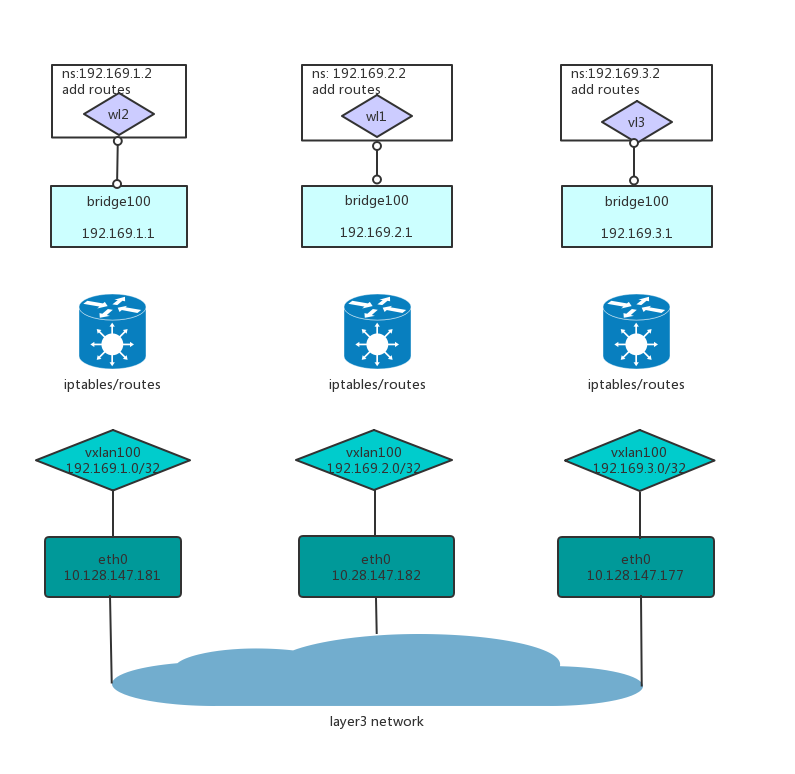 ns:192.169.1.2
add routes
wl2
ns: 192.169.2.2
add routes
wl1
ns:192.169.3.2
add routes
vl3
bridge100
192.169.1.1
bridge100
192.169.2.1
bridge100
192.169.3.1
iptables/routes
iptables/routes
iptables/routes
vxlan100
192.169.1.0/32
vxlan100
192.169.2.0/32
vxlan100
192.169.3.0/32
eth0
10.128.147.181
eth0
10.28.147.182
eth0
10.128.147.177
layer3 network